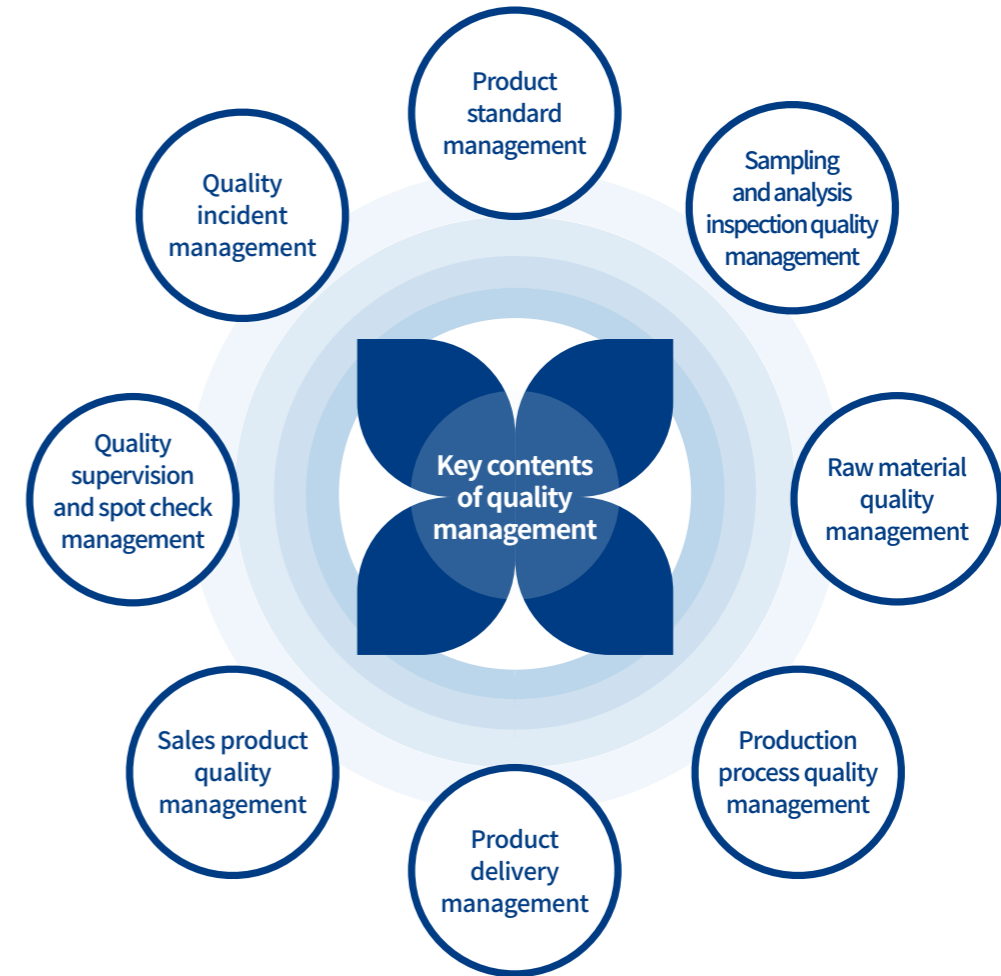 Product
standard
management
Sampling
and analysis
inspection quality
management
Quality
incident
management
Key contents
of quality
management
Quality
supervision
and spot check
management
Raw material
quality
management
Sales product
quality
management
Production
process quality
management
Product
delivery
management